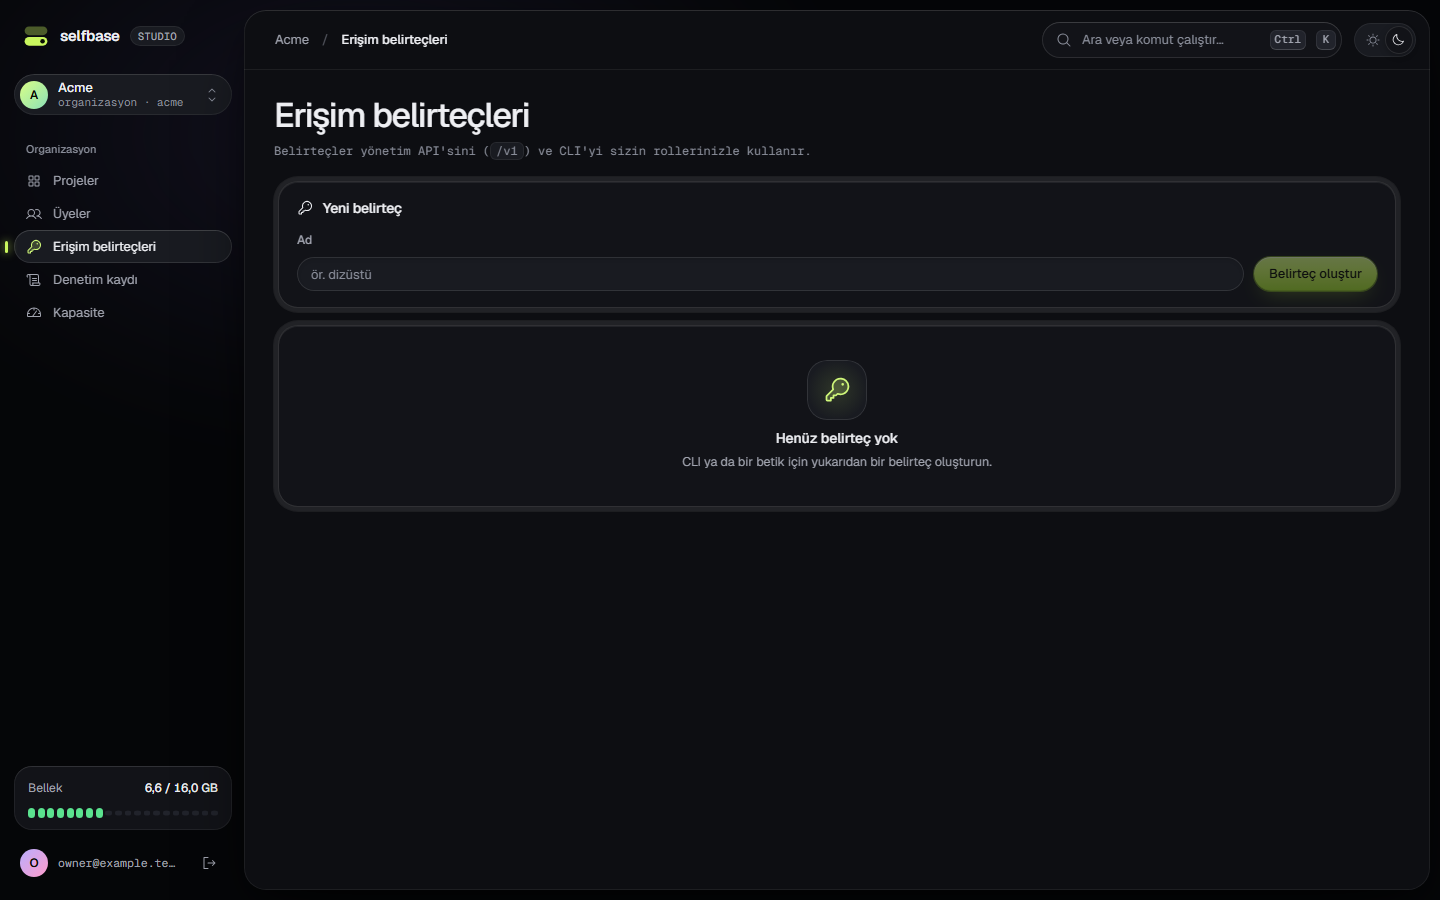 selfbase STUDIO
A Acme
organizasyon · acme
Organizasyon
Projeler
Üyeler
Erişim belirteçleri
Denetim kaydı
Kapasite
Bellek 6,6 / 16,0 GB
O owner@example.te…
Acme / Erişim belirteçleri
Ara veya komut çalıştır… Ctrl K
Erişim belirteçleri
Belirteçler yönetim API'sini ( /v1 ) ve CLI'yi sizin rollerinizle kullanır.
Yeni belirteç
Ad
ör. dizüstü
Belirteç oluştur
Henüz belirteç yok
CLI ya da bir betik için yukarıdan bir belirteç oluşturun.